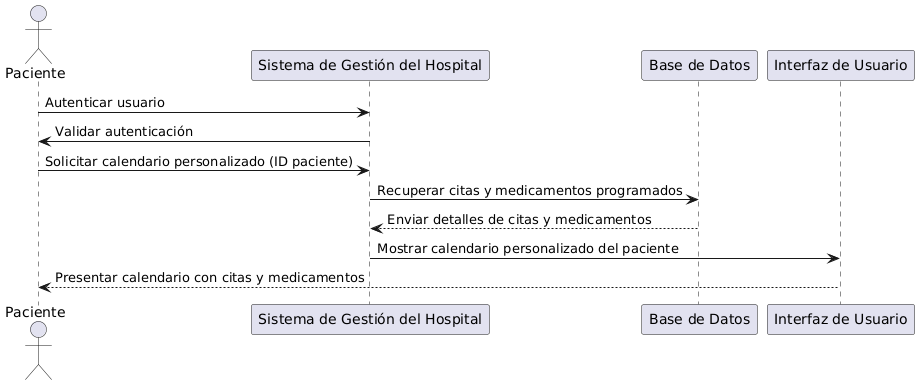 Paciente
Sistema de Gestión del Hospital
Base de Datos
Interfaz de Usuario
Autenticar usuario
Validar autenticación
Solicitar calendario personalizado (ID paciente)
Recuperar citas y medicamentos programados
Enviar detalles de citas y medicamentos
Mostrar calendario personalizado del paciente
Presentar calendario con citas y medicamentos
Paciente
Sistema de Gestión del Hospital
Base de Datos
Interfaz de Usuario